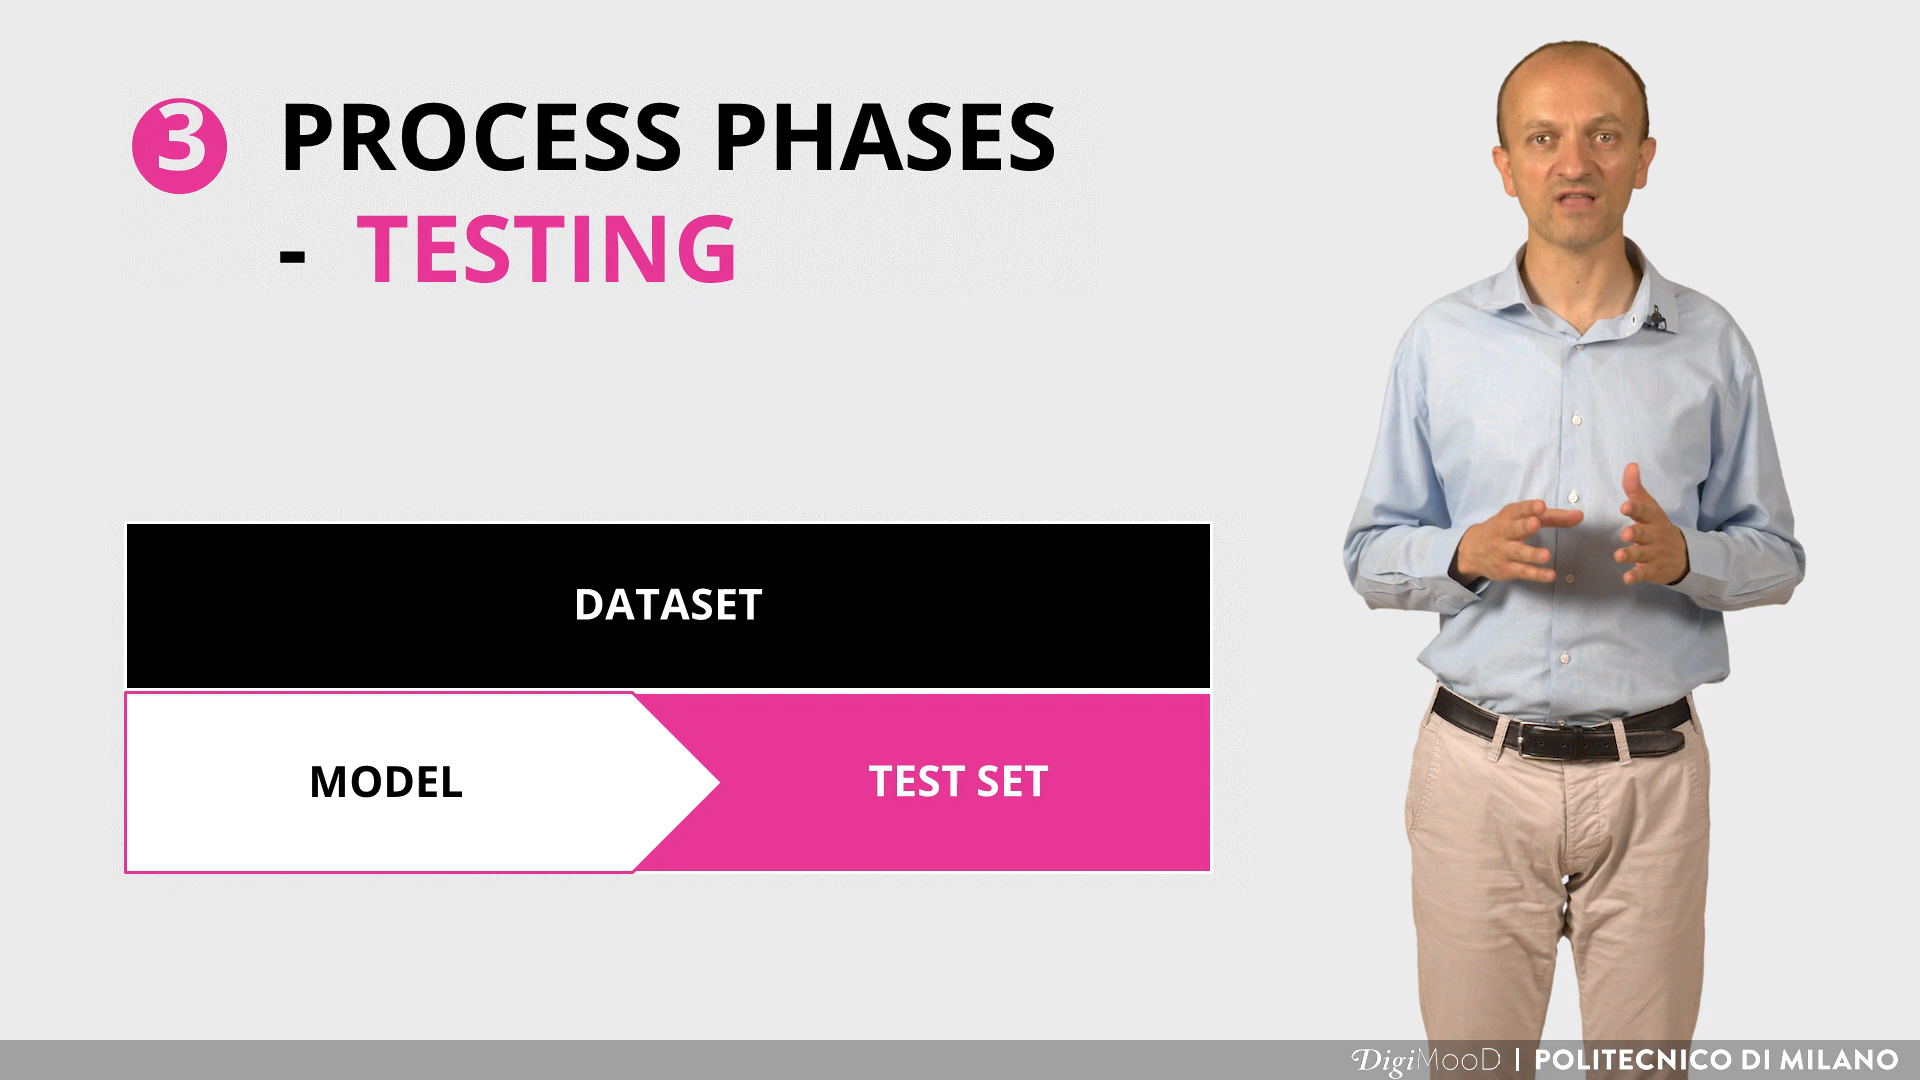 3 PROCESS PHASES
- TESTING
DATASET
MODEL
TEST SET
DigiMooD | POLITECNICO DI MILANO